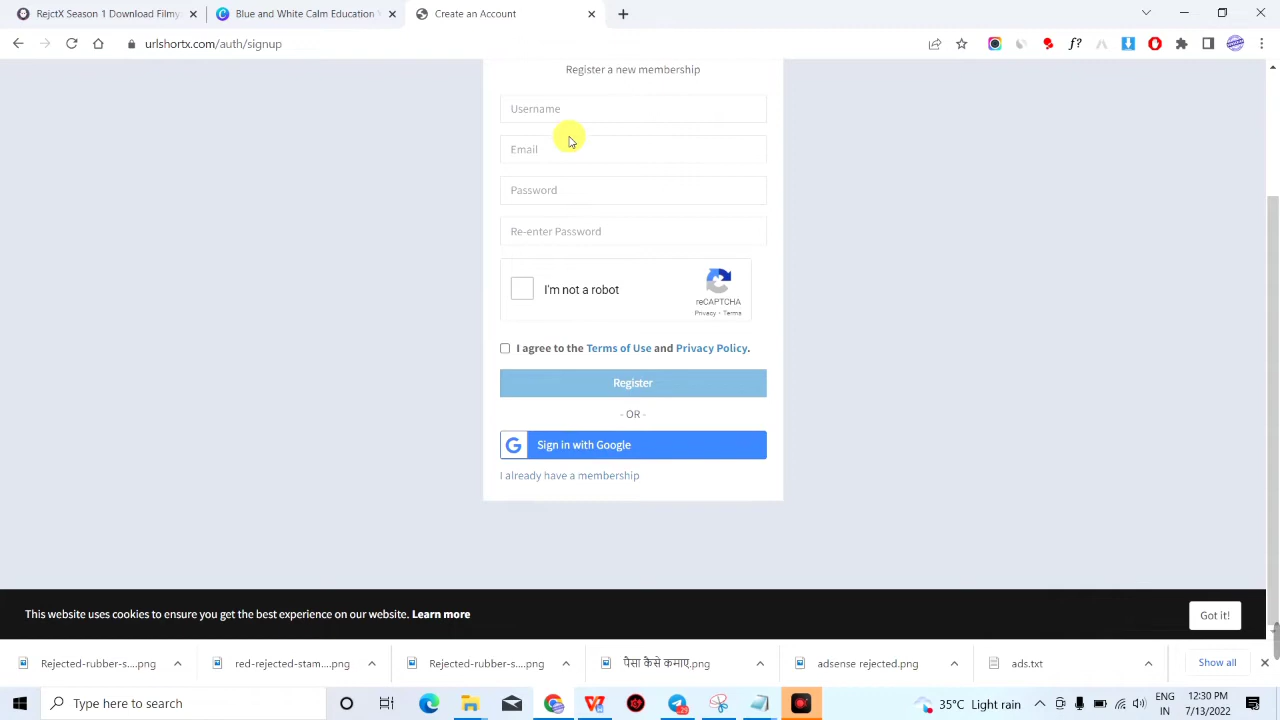 RejctX Season 1 Download Filmy
Blue and White Calm Education
Create an Account
urlshortx.com/auth/signup
Register a new membership
Username
Email
Password
Re-enter Password
I'm not a robot
reCAPTCHA
Privacy - Terms
I agree to the Terms of Use and Privacy Policy.
Register
- OR -
Sign in with Google
I already have a membership
This website uses cookies to ensure you get the best experience on our website. Learn more
Got it!
Rejected-rubber-s....png
red-rejected-stam....png
Rejected-rubber-s....png
पैसा कैसे कमाए.png
adsense rejected.png
ads.txt
Show all
Type here to search
35°C Light rain
ENG
IN
12:30 PM
7/13/2022